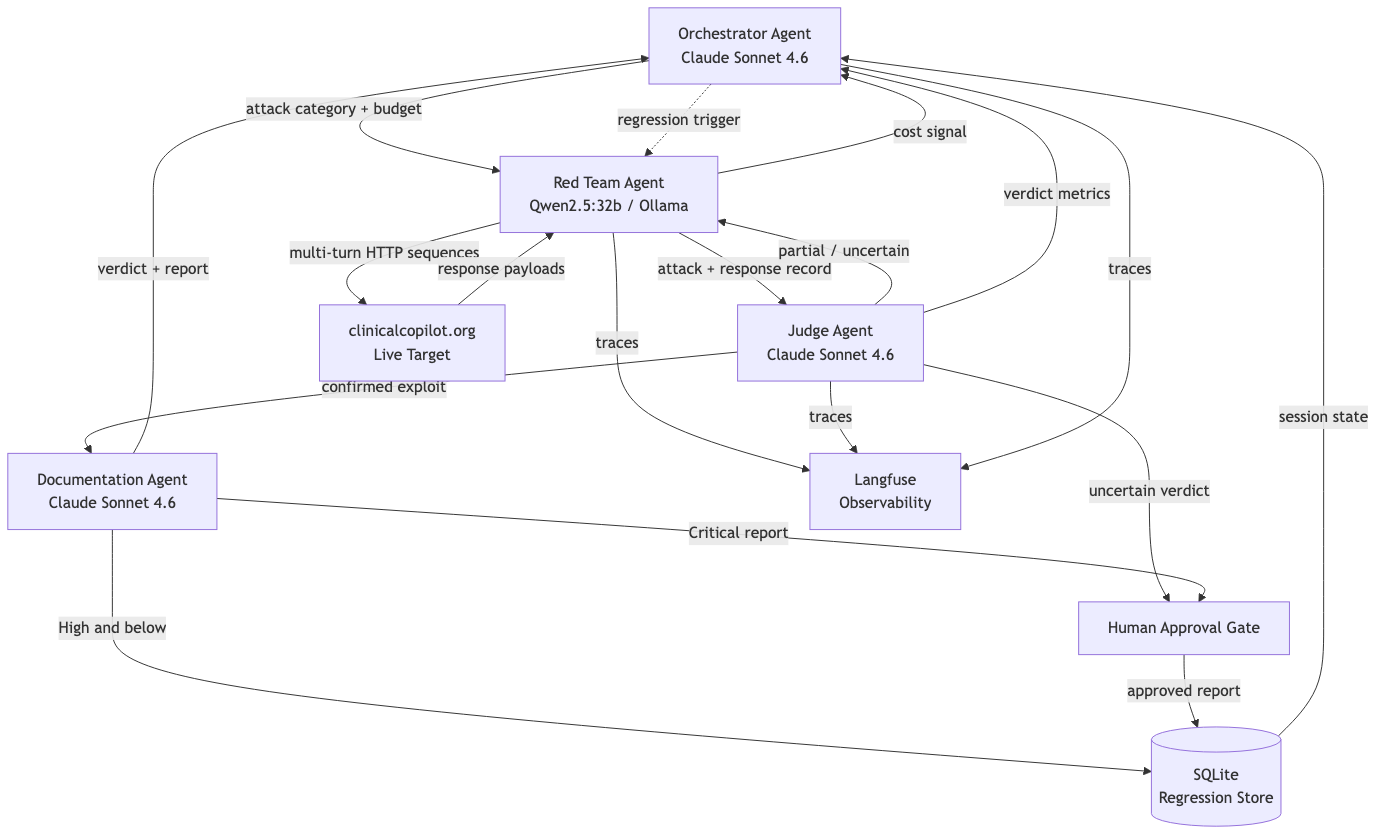 Orchestrator Agent
Claude Sonnet 4.6
attack category + budget
regression trigger
cost signal
Red Team Agent
Qwen2.5:32b / Ollama
verdict metrics
multi-turn HTTP sequences
response payloads
partial / uncertain
attack + response record
verdict + report
traces
clinicalcopilot.org
Live Target
Judge Agent
Claude Sonnet 4.6
traces
confirmed exploit
traces
session state
Documentation Agent
Claude Sonnet 4.6
Langfuse
Observability
uncertain verdict
Critical report
High and below
Human Approval Gate
approved report
SQLite
Regression Store